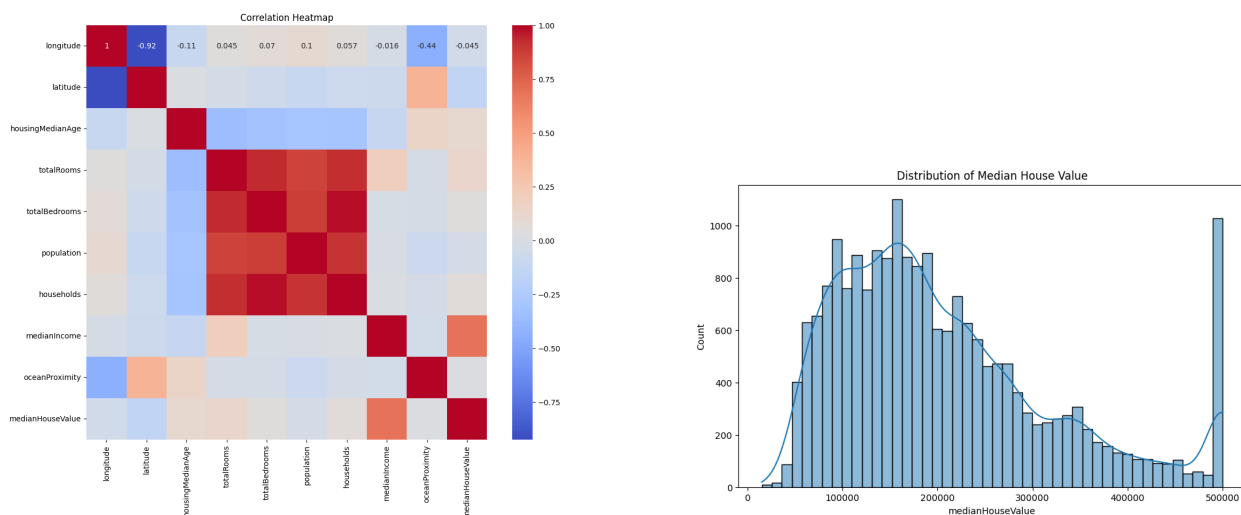 Correlation Heatmap
longitude
1 -0.92 -0.11 0.045 0.07 0.1 0.057 -0.016 -0.44 -0.045
latitude
housingMedianAge
totalRooms
totalBedrooms
population
households
medianIncome
oceanProximity
medianHouseValue
longitude
latitude
housingMedianAge
totalRooms
totalBedrooms
population
households
medianIncome
oceanProximity
medianHouseValue
1.00
0.75
0.50
0.25
0.00
−0.25
−0.50
−0.75
Distribution of Median House Value
Count
1000
800
600
400
200
0
0 100000 200000 300000 400000 500000
medianHouseValue